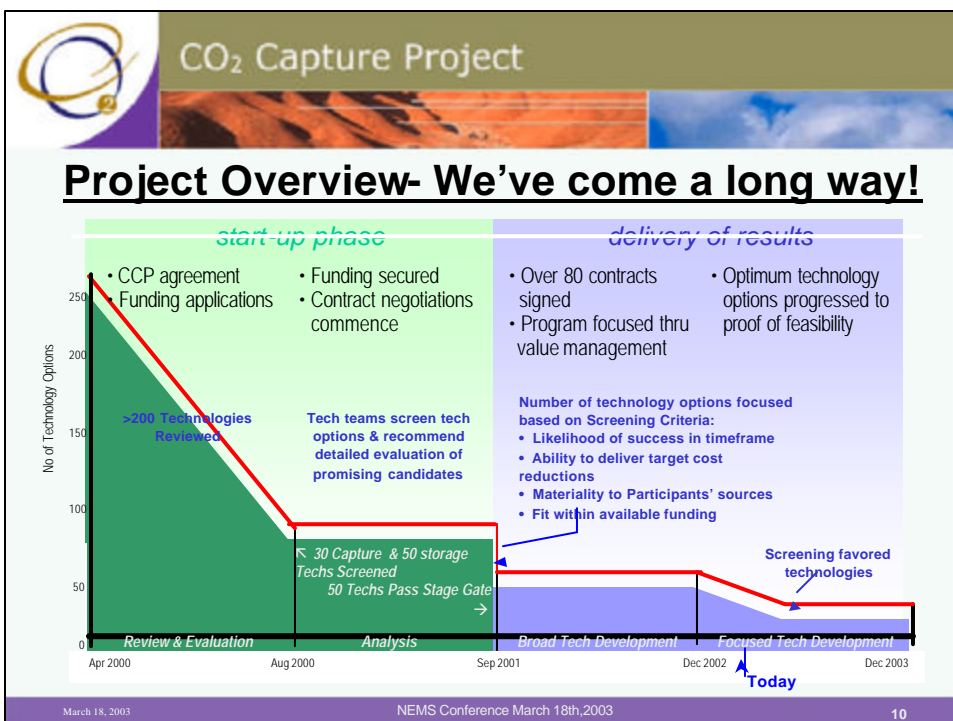 CO₂ Capture Project
2
Project Overview- We've come a long way!
start-up phase
delivery of results
• CCP agreement
• Funding applications
• Funding secured
• Contract negotiations
commence
• Over 80 contracts
signed
• Program focused thru
value management
• Optimum technology
options progressed to
proof of feasibility
No of Technology Options
250
200
150
100
50
0
>200 Technologies
Reviewed
Tech teams screen tech
options & recommend
detailed evaluation of
promising candidates
Number of technology options focused
based on Screening Criteria:
• Likelihood of success in timeframe
• Ability to deliver target cost
reductions
• Materiality to Participants' sources
• Fit within available funding
↖ 30 Capture & 50 storage
Techs Screened
50 Techs Pass Stage Gate
→
Screening favored
technologies
Review & Evaluation
Analysis
Broad Tech Development
Focused Tech Development
Apr 2000
Aug 2000
Sep 2001
Dec 2002
Dec 2003
Today
March 18, 2003
NEMS Conference March 18th,2003
10